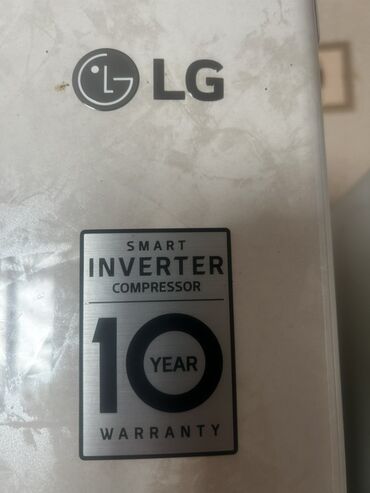 LG
SMART
INVERTER
COMPRESSOR
10 YEAR
WARRANTY